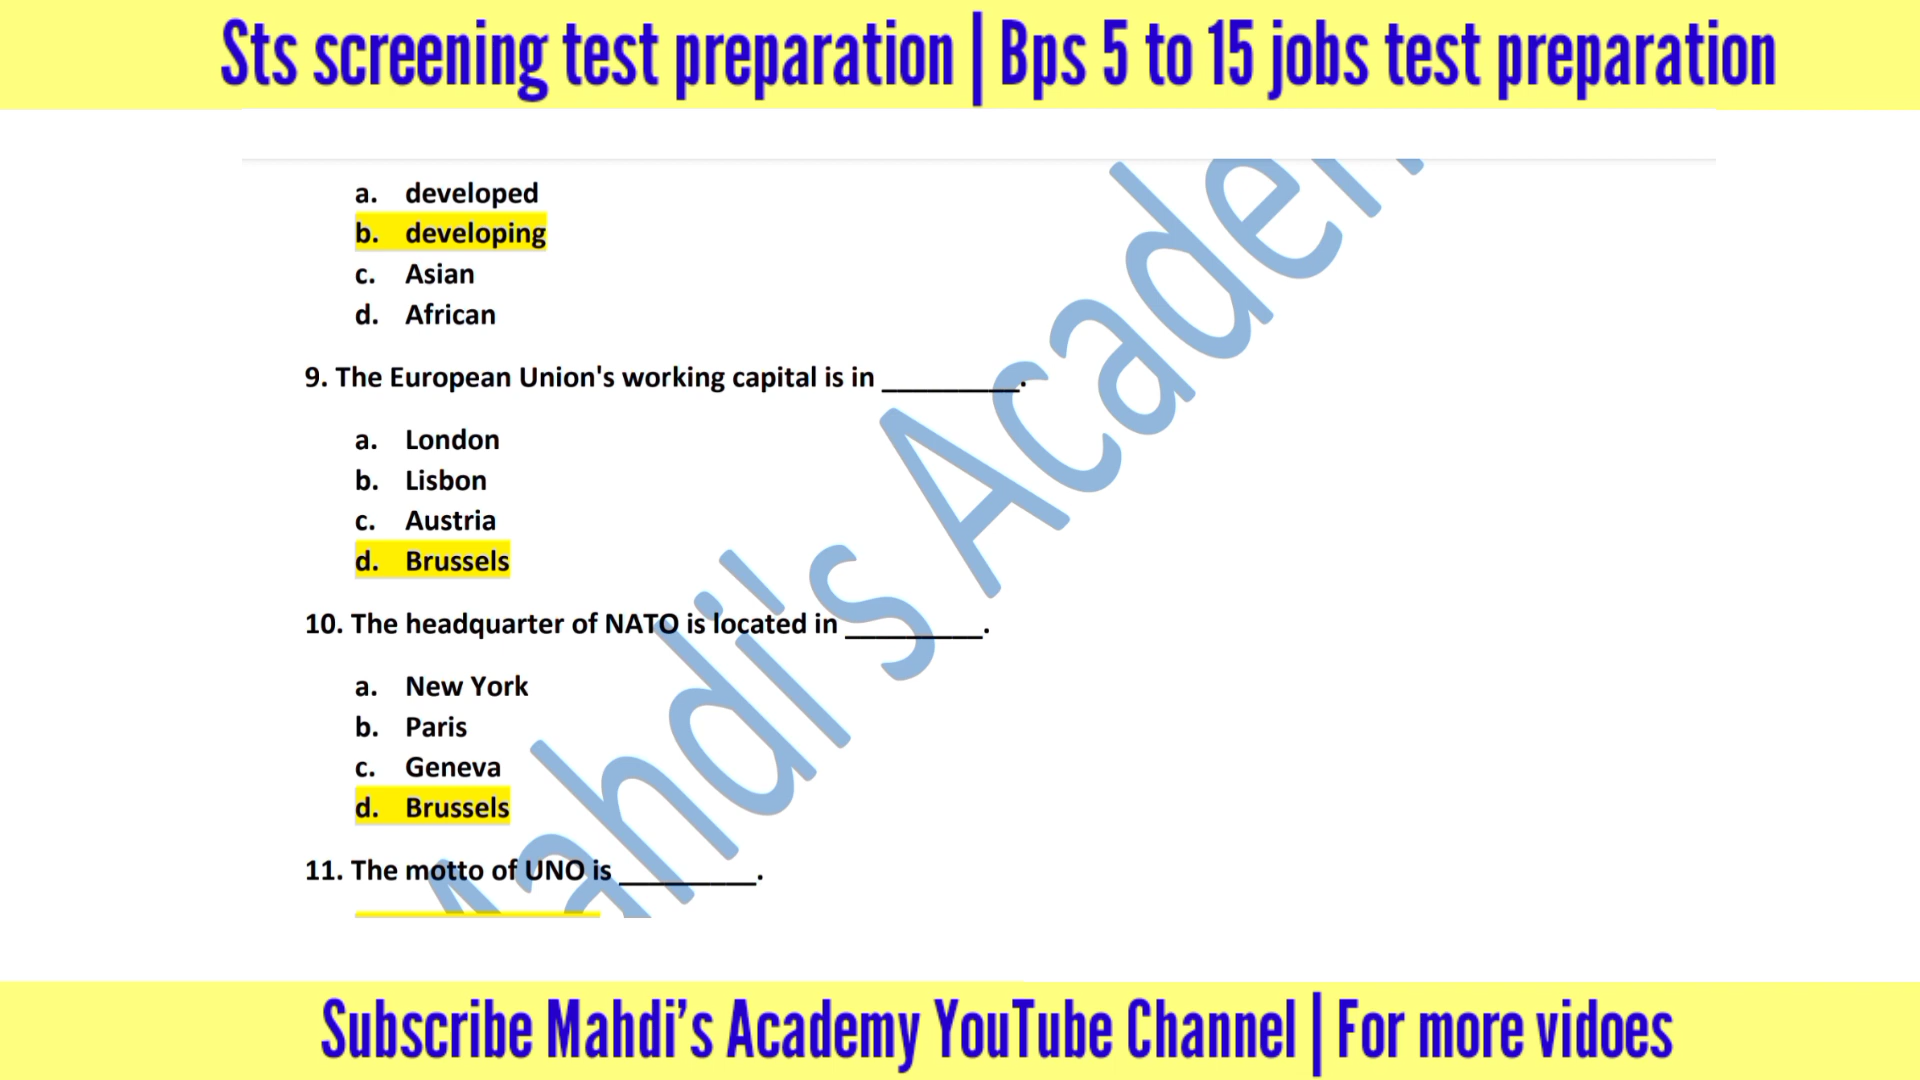 Sts screening test preparation | Bps 5 to 15 jobs test preparation
a. developed
b. developing
c. Asian
d. African
9. The European Union's working capital is in _________.
a. London
b. Lisbon
c. Austria
d. Brussels
10. The headquarter of NATO is located in _________.
a. New York
b. Paris
c. Geneva
d. Brussels
11. The motto of UNO is _________.
Mahdi's Academ
Subscribe Mahdi's Academy YouTube Channel | For more vidoes